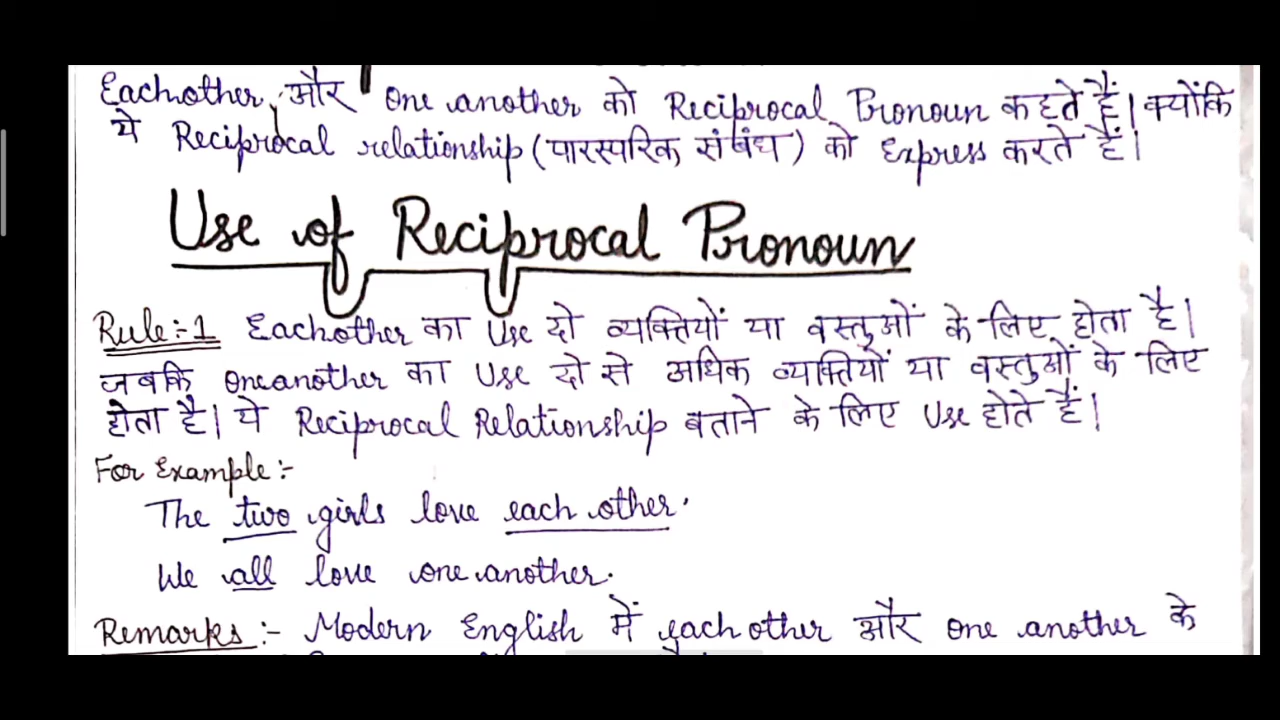 Eachother और One another को Reciprocal Pronoun कहते हैं। क्योंकि
ये Reciprocal relationship (पारस्परिक संबंध) को Express करते हैं।
Use of Reciprocal Pronoun
Rule:-1 Eachother का Use दो व्यक्तियों या वस्तुओं के लिए होता है।
जबकि Oneanother का Use दो से अधिक व्यक्तियों या वस्तुओं के लिए
होता है। ये Reciprocal Relationship बताने के लिए Use होते हैं।
For Example:-
The two girls love each other.
We all love one another.
Remarks:- Modern English में each other और One another के